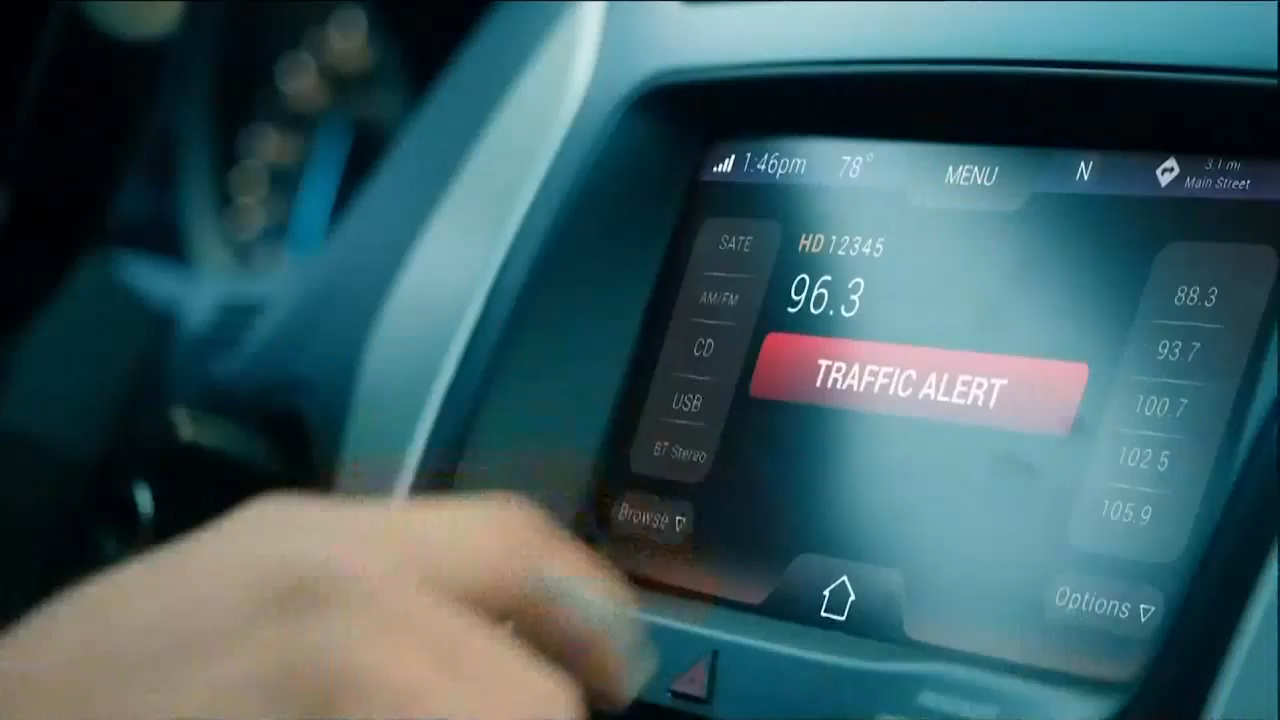 1:46pm 78° MENU N 3.1 mi
Main Street
SATE
AM/FM
CD
USB
BT Stereo
Browse
HD 12345
96.3
TRAFFIC ALERT
88.3
93.7
100.7
102.5
105.9
Options